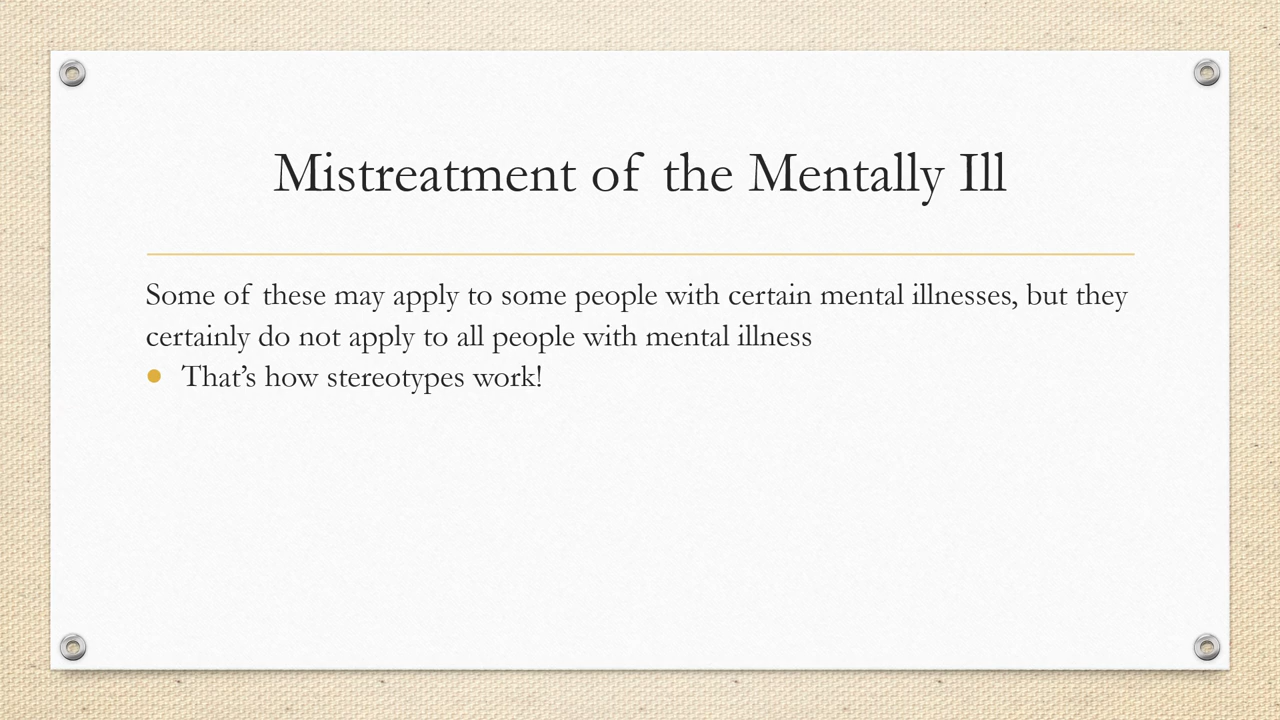 Mistreatment of the Mentally Ill
Some of these may apply to some people with certain mental illnesses, but they
certainly do not apply to all people with mental illness
• That’s how stereotypes work!